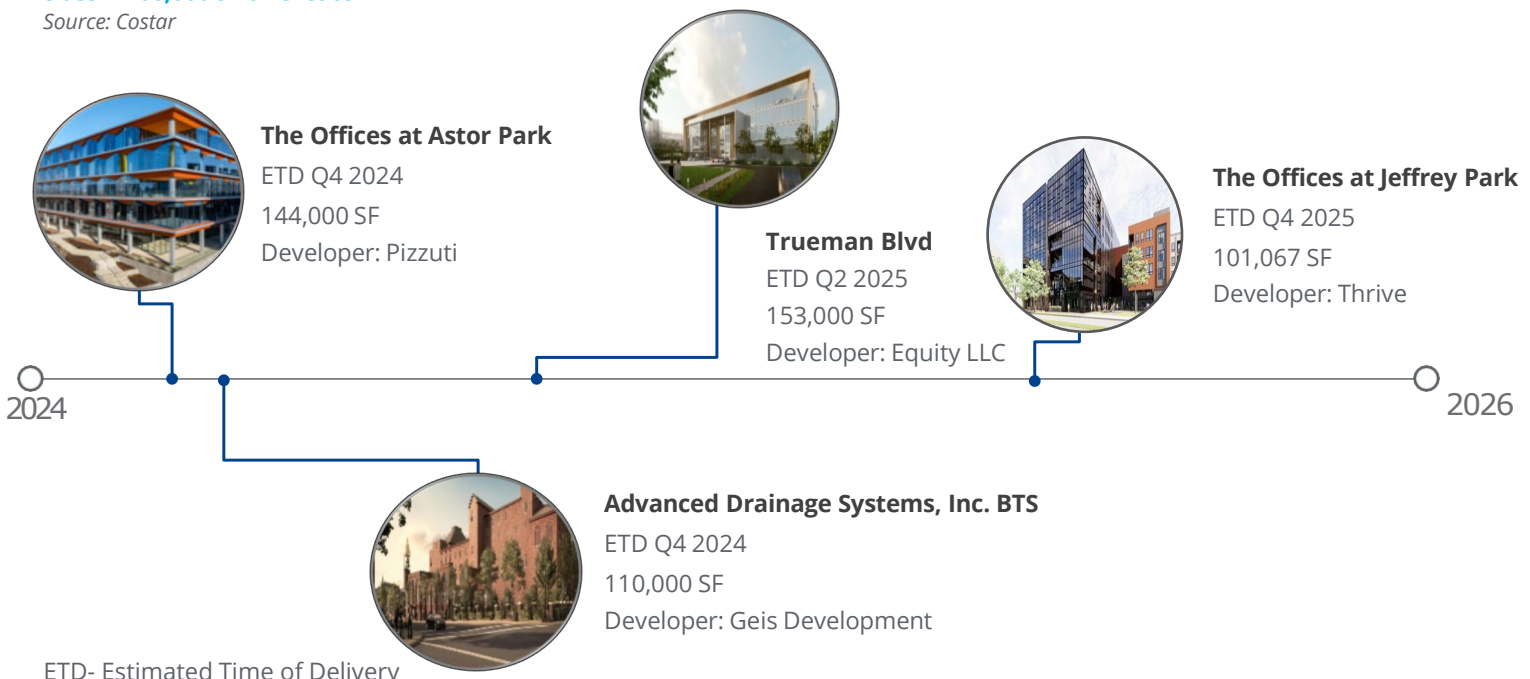 Source: Costar
The Offices at Astor Park
ETD Q4 2024
144,000 SF
Developer: Pizzuti
Trueman Blvd
ETD Q2 2025
153,000 SF
Developer: Equity LLC
The Offices at Jeffrey Park
ETD Q4 2025
101,067 SF
Developer: Thrive
2024
2026
Advanced Drainage Systems, Inc. BTS
ETD Q4 2024
110,000 SF
Developer: Geis Development
ETD- Estimated Time of Delivery